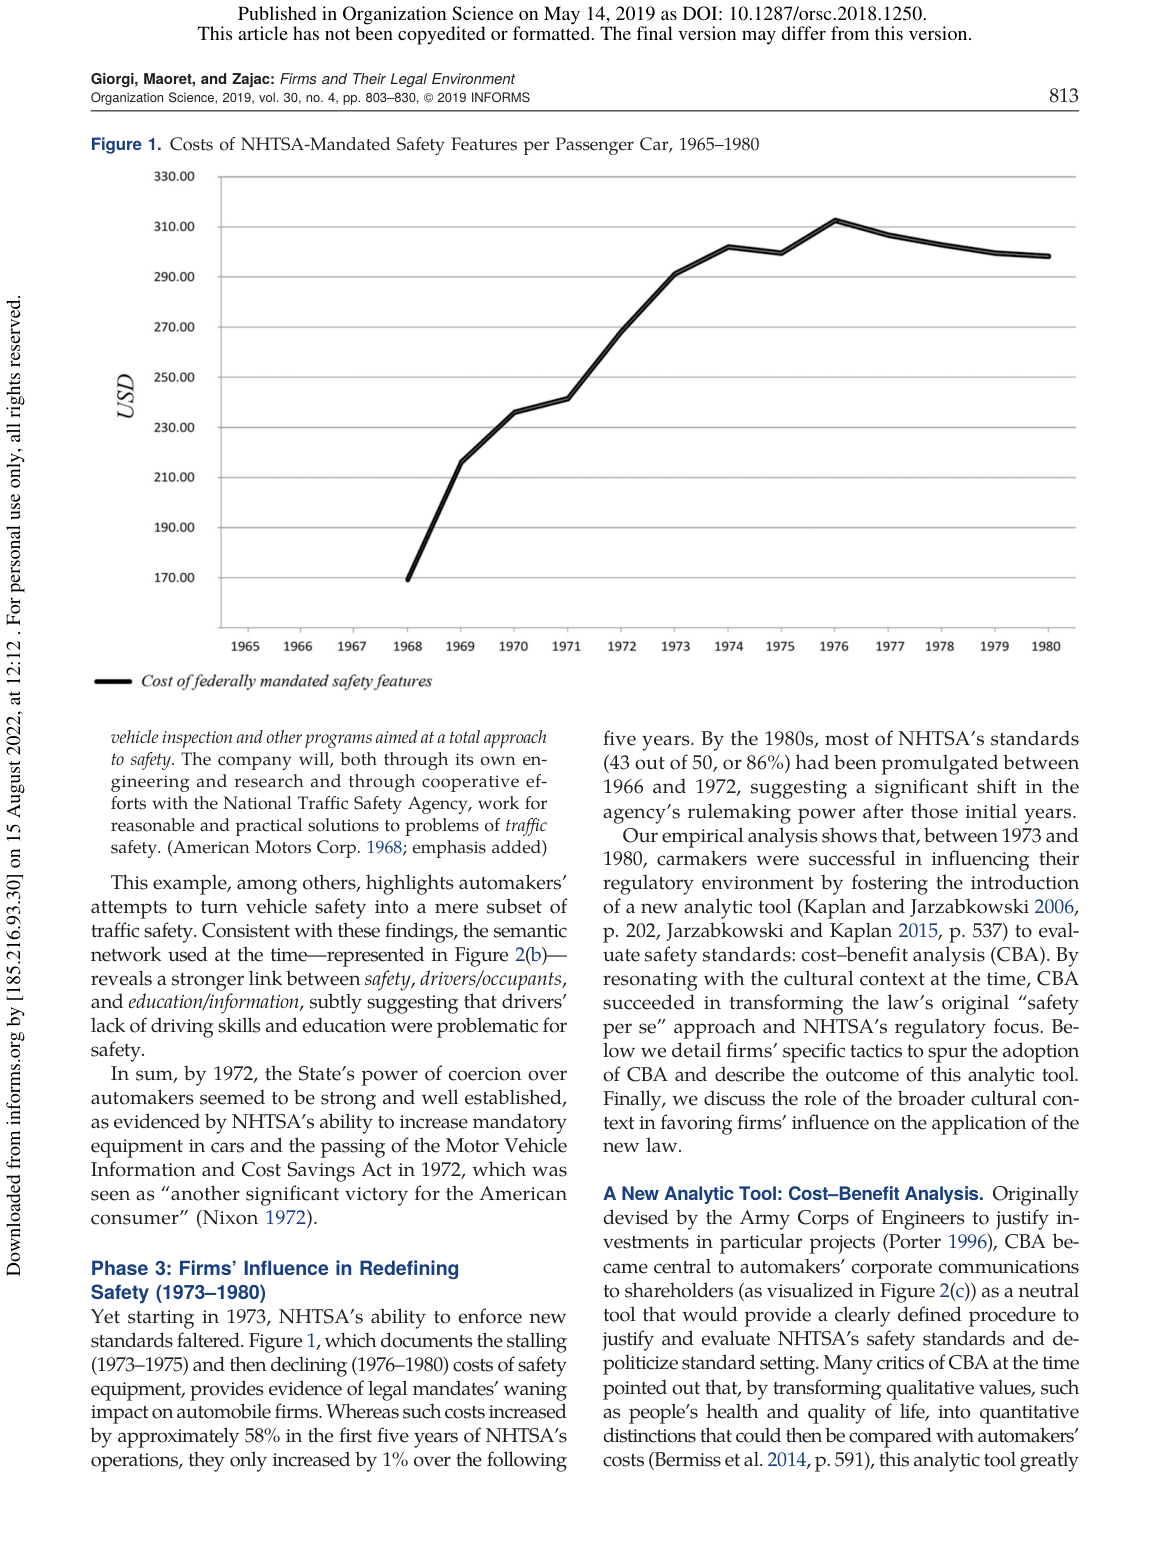 Published in Organization Science on May 14, 2019 as DOI: 10.1287/orsc.2018.1250.
This article has not been copyedited or formatted. The final version may differ from this version.
Giorgi, Maoret, and Zajac: Firms and Their Legal Environment
Organization Science, 2019, vol. 30, no. 4, pp. 803–830, © 2019 INFORMS
813
Figure 1. Costs of NHTSA-Mandated Safety Features per Passenger Car, 1965–1980
330.00
310.00
290.00
270.00
250.00
230.00
210.00
190.00
170.00
USD
1965 1966 1967 1968 1969 1970 1971 1972 1973 1974 1975 1976 1977 1978 1979 1980
Cost of federally mandated safety features
vehicle inspection and other programs aimed at a total approach
to safety. The company will, both through its own en-
gineering and research and through cooperative ef-
forts with the National Traffic Safety Agency, work for
reasonable and practical solutions to problems of traffic
safety. (American Motors Corp. 1968; emphasis added)
This example, among others, highlights automakers’
attempts to turn vehicle safety into a mere subset of
traffic safety. Consistent with these findings, the semantic
network used at the time—represented in Figure 2(b)—
reveals a stronger link between safety, drivers/occupants,
and education/information, subtly suggesting that drivers’
lack of driving skills and education were problematic for
safety.
In sum, by 1972, the State’s power of coercion over
automakers seemed to be strong and well established,
as evidenced by NHTSA’s ability to increase mandatory
equipment in cars and the passing of the Motor Vehicle
Information and Cost Savings Act in 1972, which was
seen as “another significant victory for the American
consumer” (Nixon 1972).
Phase 3: Firms’ Influence in Redefining
Safety (1973–1980)
Yet starting in 1973, NHTSA’s ability to enforce new
standards faltered. Figure 1, which documents the stalling
(1973–1975) and then declining (1976–1980) costs of safety
equipment, provides evidence of legal mandates’ waning
impact on automobile firms. Whereas such costs increased
by approximately 58% in the first five years of NHTSA’s
operations, they only increased by 1% over the following
five years. By the 1980s, most of NHTSA’s standards
(43 out of 50, or 86%) had been promulgated between
1966 and 1972, suggesting a significant shift in the
agency’s rulemaking power after those initial years.
Our empirical analysis shows that, between 1973 and
1980, carmakers were successful in influencing their
regulatory environment by fostering the introduction
of a new analytic tool (Kaplan and Jarzabkowski 2006,
p. 202, Jarzabkowski and Kaplan 2015, p. 537) to eval-
uate safety standards: cost–benefit analysis (CBA). By
resonating with the cultural context at the time, CBA
succeeded in transforming the law’s original “safety
per se” approach and NHTSA’s regulatory focus. Be-
low we detail firms’ specific tactics to spur the adoption
of CBA and describe the outcome of this analytic tool.
Finally, we discuss the role of the broader cultural con-
text in favoring firms’ influence on the application of the
new law.
A New Analytic Tool: Cost–Benefit Analysis. Originally
devised by the Army Corps of Engineers to justify in-
vestments in particular projects (Porter 1996), CBA be-
came central to automakers’ corporate communications
to shareholders (as visualized in Figure 2(c)) as a neutral
tool that would provide a clearly defined procedure to
justify and evaluate NHTSA’s safety standards and de-
politicize standard setting. Many critics of CBA at the time
pointed out that, by transforming qualitative values, such
as people’s health and quality of life, into quantitative
distinctions that could then be compared with automakers’
costs (Bermiss et al. 2014, p. 591), this analytic tool greatly
Downloaded from informs.org by [185.216.93.30] on 15 August 2022, at 12:12 . For personal use only, all rights reserved.